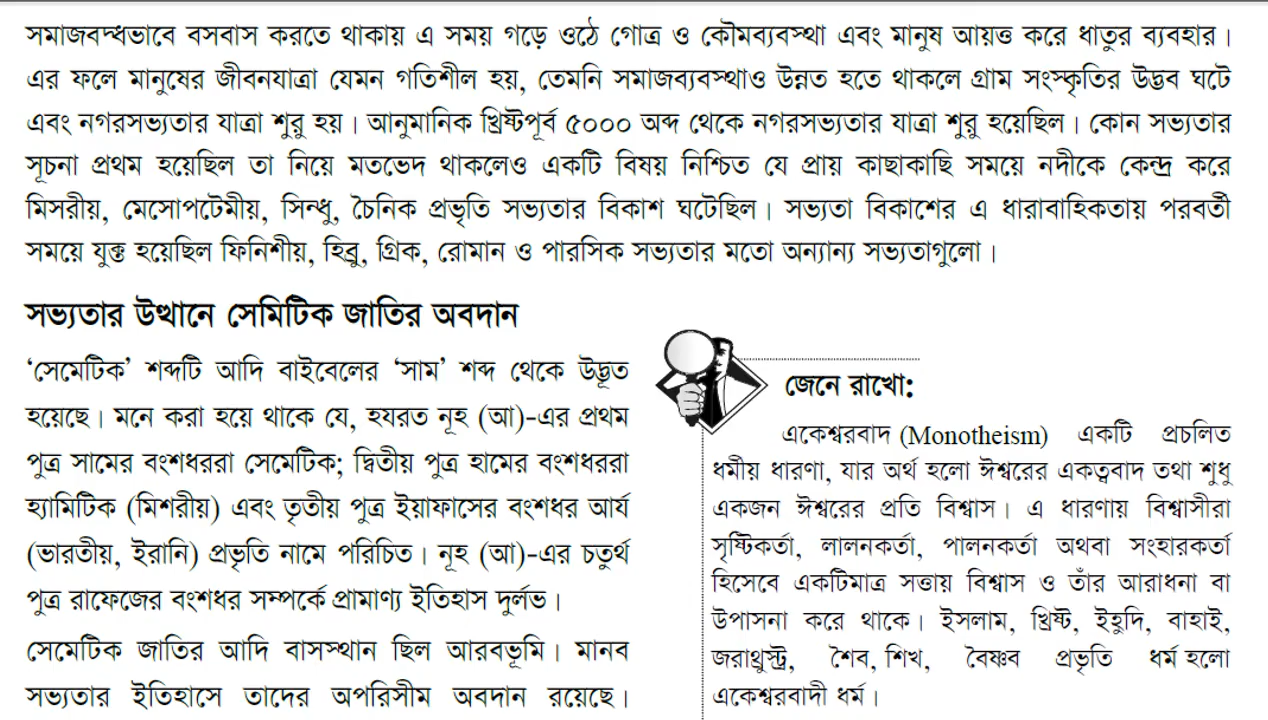 সমাজবদ্ধভাবে বসবাস করতে থাকায় এ সময় গড়ে ওঠে গোত্র ও কৌমব্যবস্থা এবং মানুষ আয়ত্ত করে ধাতুর ব্যবহার।
এর ফলে মানুষের জীবনযাত্রা যেমন গতিশীল হয়, তেমনি সমাজব্যবস্থাও উন্নত হতে থাকলে গ্রাম সংস্কৃতির উদ্ভব ঘটে
এবং নগরসভ্যতার যাত্রা শুরু হয়। আনুমানিক খ্রিষ্টপূর্ব ৫০০০ অব্দ থেকে নগরসভ্যতার যাত্রা শুরু হয়েছিল। কোন সভ্যতার
সূচনা প্রথম হয়েছিল তা নিয়ে মতভেদ থাকলেও একটি বিষয় নিশ্চিত যে প্রায় কাছাকাছি সময়ে নদীকে কেন্দ্র করে
মিসরীয়, মেসোপটেমীয়, সিন্ধু, চৈনিক প্রভৃতি সভ্যতার বিকাশ ঘটেছিল। সভ্যতা বিকাশের এ ধারাবাহিকতায় পরবর্তী
সময়ে যুক্ত হয়েছিল ফিনিশীয়, হিব্রু, গ্রিক, রোমান ও পারসিক সভ্যতার মতো অন্যান্য সভ্যতাগুলো।
সভ্যতার উত্থানে সেমিটিক জাতির অবদান
‘সেমেটিক’ শব্দটি আদি বাইবেলের ‘সাম’ শব্দ থেকে উদ্ভূত
হয়েছে। মনে করা হয়ে থাকে যে, হযরত নূহ (আ)-এর প্রথম
পুত্র সামের বংশধররা সেমেটিক; দ্বিতীয় পুত্র হামের বংশধররা
হ্যামিটিক (মিশরীয়) এবং তৃতীয় পুত্র ইয়াফাসের বংশধর আর্য
(ভারতীয়, ইরানি) প্রভৃতি নামে পরিচিত। নূহ (আ)-এর চতুর্থ
পুত্র রাফেজের বংশধর সম্পর্কে প্রামাণ্য ইতিহাস দুর্লভ।
সেমেটিক জাতির আদি বাসস্থান ছিল আরবভূমি। মানব
সভ্যতার ইতিহাসে তাদের অপরিসীম অবদান রয়েছে।
জেনে রাখো:
একেশ্বরবাদ (Monotheism) একটি প্রচলিত
ধর্মীয় ধারণা, যার অর্থ হলো ঈশ্বরের একত্ববাদ তথা শুধু
একজন ঈশ্বরের প্রতি বিশ্বাস। এ ধারণায় বিশ্বাসীরা
সৃষ্টিকর্তা, লালনকর্তা, পালনকর্তা অথবা সংহারকর্তা
হিসেবে একটিমাত্র সত্তায় বিশ্বাস ও তাঁর আরাধনা বা
উপাসনা করে থাকে। ইসলাম, খ্রিষ্ট, ইহুদি, বাহাই,
জরাথ্রুস্ট্র, শৈব, শিখ, বৈষ্ণব প্রভৃতি ধর্ম হলো
একেশ্বরবাদী ধর্ম।